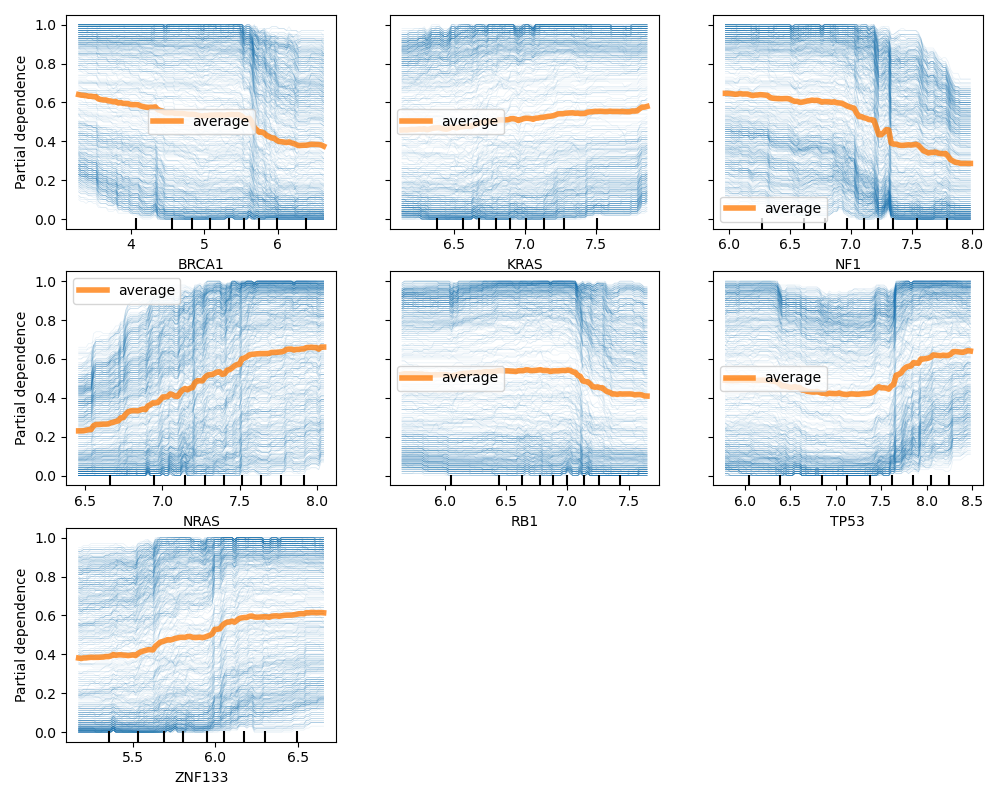 1.0
0.8
0.6
0.4
0.2
0.0
Partial dependence
average
4 5 6
BRCA1
average
6.5 7.0 7.5
KRAS
average
6.0 6.5 7.0 7.5 8.0
NF1
1.0
0.8
0.6
0.4
0.2
0.0
Partial dependence
average
6.5 7.0 7.5 8.0
NRAS
average
6.0 6.5 7.0 7.5
RB1
average
6.0 6.5 7.0 7.5 8.0 8.5
TP53
1.0
0.8
0.6
0.4
0.2
0.0
Partial dependence
5.5 6.0 6.5
ZNF133